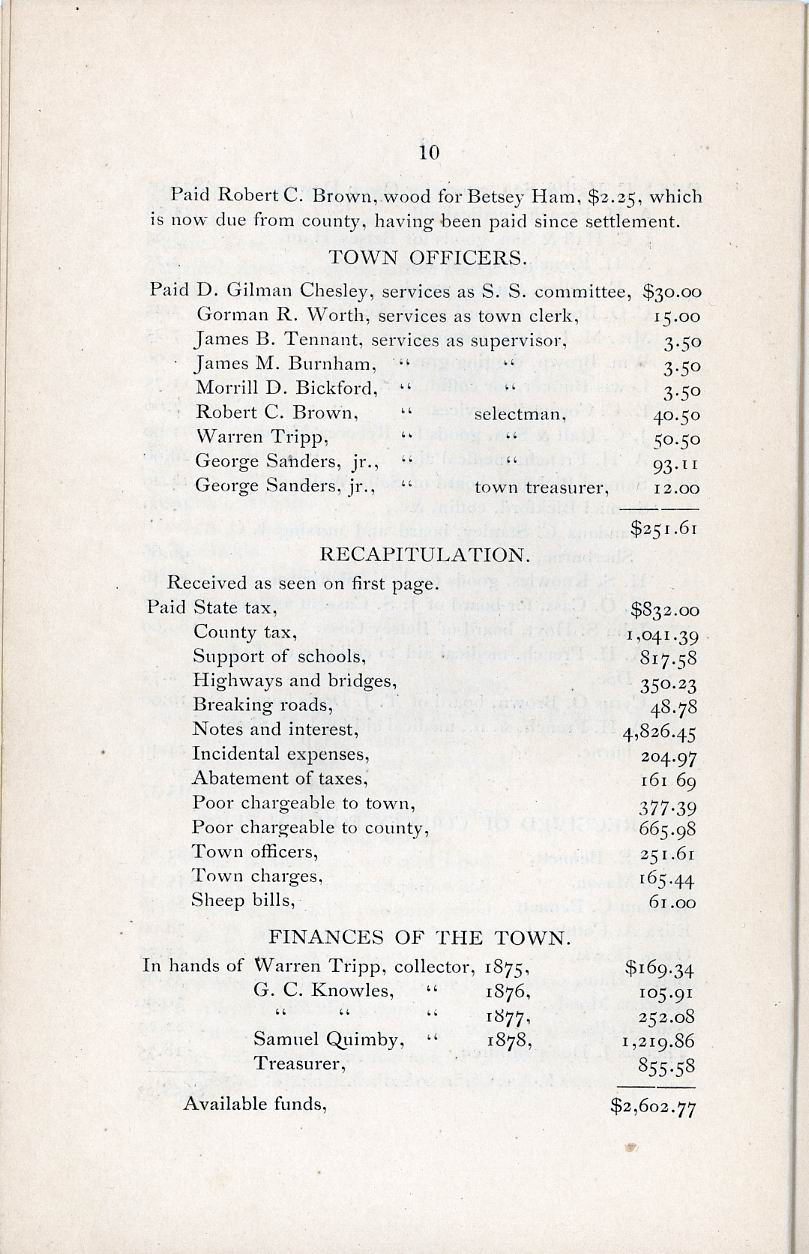 10
Paid Robert C. Brown, wood for Betsey Ham, $2.25, which
is now due from county, having been paid since settlement.
TOWN OFFICERS.
Paid D. Gilman Chesley, services as S. S. committee, $30.00
Gorman R. Worth, services as town clerk, 15.00
James B. Tennant, services as supervisor, 3.50
James M. Burnham, “ “ 3.50
Morrill D. Bickford, “ “ 3.50
Robert C. Brown, “ selectman, 40.50
Warren Tripp, “ “ 50.50
George Sanders, jr., “ “ 93.11
George Sanders, jr., “ town treasurer, 12.00
$251.61
RECAPITULATION.
Received as seen on first page.
Paid State tax, $832.00
County tax, 1,041.39
Support of schools, 817.58
Highways and bridges, 350.23
Breaking roads, 48.78
Notes and interest, 4,826.45
Incidental expenses, 204.97
Abatement of taxes, 161 69
Poor chargeable to town, 377.39
Poor chargeable to county, 665.98
Town officers, 251.61
Town charges, 165.44
Sheep bills, 61.00
FINANCES OF THE TOWN.
In hands of Warren Tripp, collector, 1875, $169.34
G. C. Knowles, “ 1876, 105.91
“ “ “ 1877, 252.08
Samuel Quimby, “ 1878, 1,219.86
Treasurer, 855.58
Available funds, $2,602.77